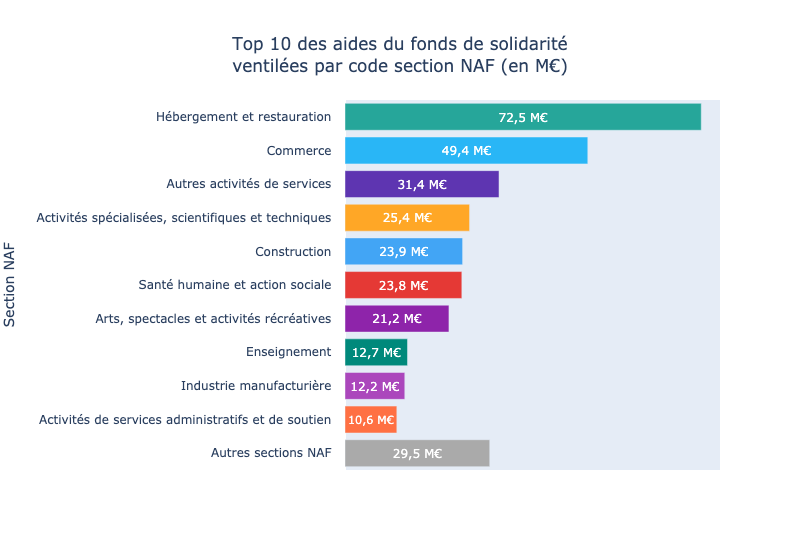 Top 10 des aides du fonds de solidarité
ventilées par code section NAF (en M€)
Section NAF
Hébergement et restauration 72,5 M€
Commerce 49,4 M€
Autres activités de services 31,4 M€
Activités spécialisées, scientifiques et techniques 25,4 M€
Construction 23,9 M€
Santé humaine et action sociale 23,8 M€
Arts, spectacles et activités récréatives 21,2 M€
Enseignement 12,7 M€
Industrie manufacturière 12,2 M€
Activités de services administratifs et de soutien 10,6 M€
Autres sections NAF 29,5 M€